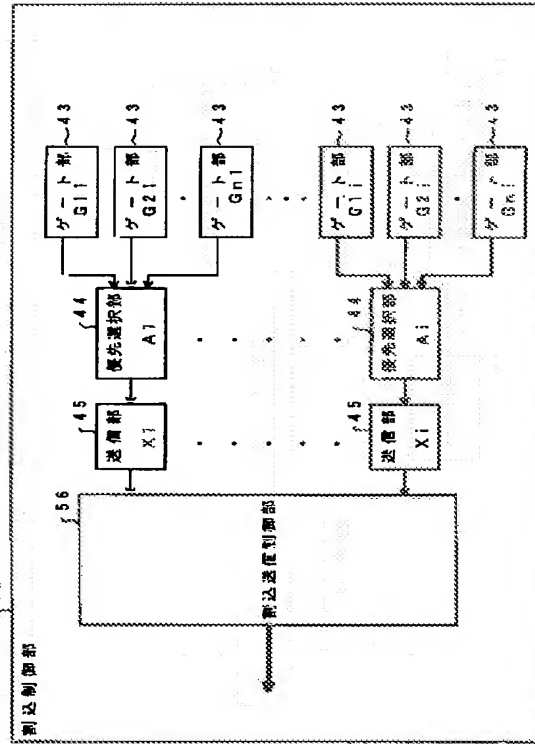 割込制御部
56
割込送信制御部
45
送信部
X1
44
優先選択部
A1
43
ゲート部
G11
43
ゲート部
G21
43
ゲート部
Gn1
45
送信部
Xi
44
優先選択部
Ai
43
ゲート部
G1i
43
ゲート部
G2i
43
ゲート部
Gni